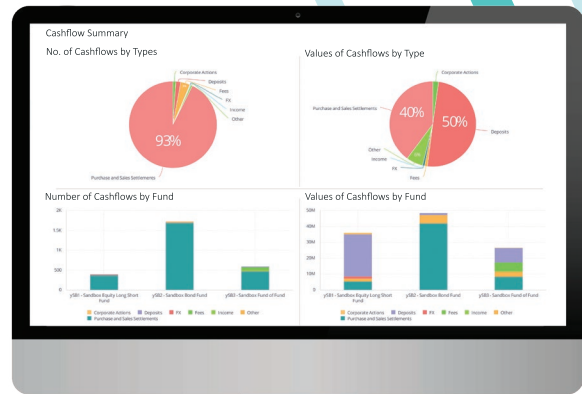 Cashflow Summary
No. of Cashflows by Types
Corporate Actions
Deposits
Fees
FX
Income
Other
93%
Purchase and Sales Settlements
Values of Cashflows by Type
Corporate Actions
Purchase and Sales Settlements
40%
50%
Deposits
Other
Income
FX
Fees
Number of Cashflows by Fund
2K
1.5K
1K
500
0
ySB1 - Sandbox Equity Long Short
Fund
ySB2 - Sandbox Bond Fund
ySB3 - Sandbox Fund of Fund
Corporate Actions Deposits FX Fees Income Other
Purchase and Sales Settlements
Values of Cashflows by Fund
50M
40M
30M
20M
10M
0
ySB1 - Sandbox Equity Long Short
Fund
ySB2 - Sandbox Bond Fund
ySB3 - Sandbox Fund of Fund
Corporate Actions Deposits FX Fees Income Other
Purchase and Sales Settlements